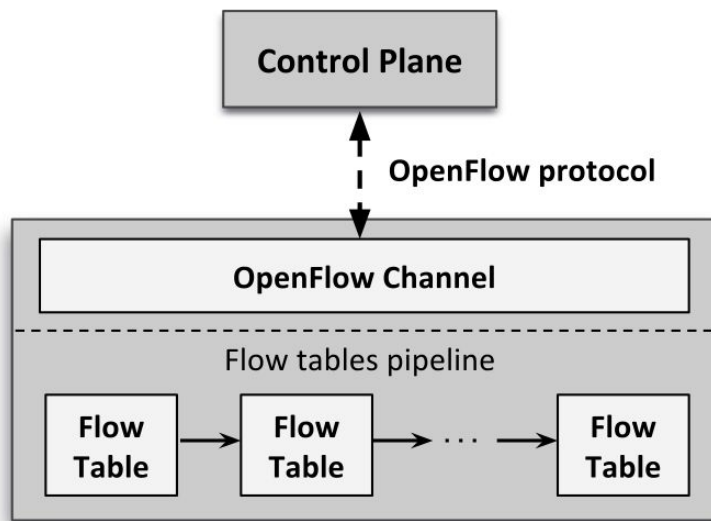 Control Plane
OpenFlow protocol
OpenFlow Channel
Flow tables pipeline
Flow
Table
Flow
Table
...
Flow
Table